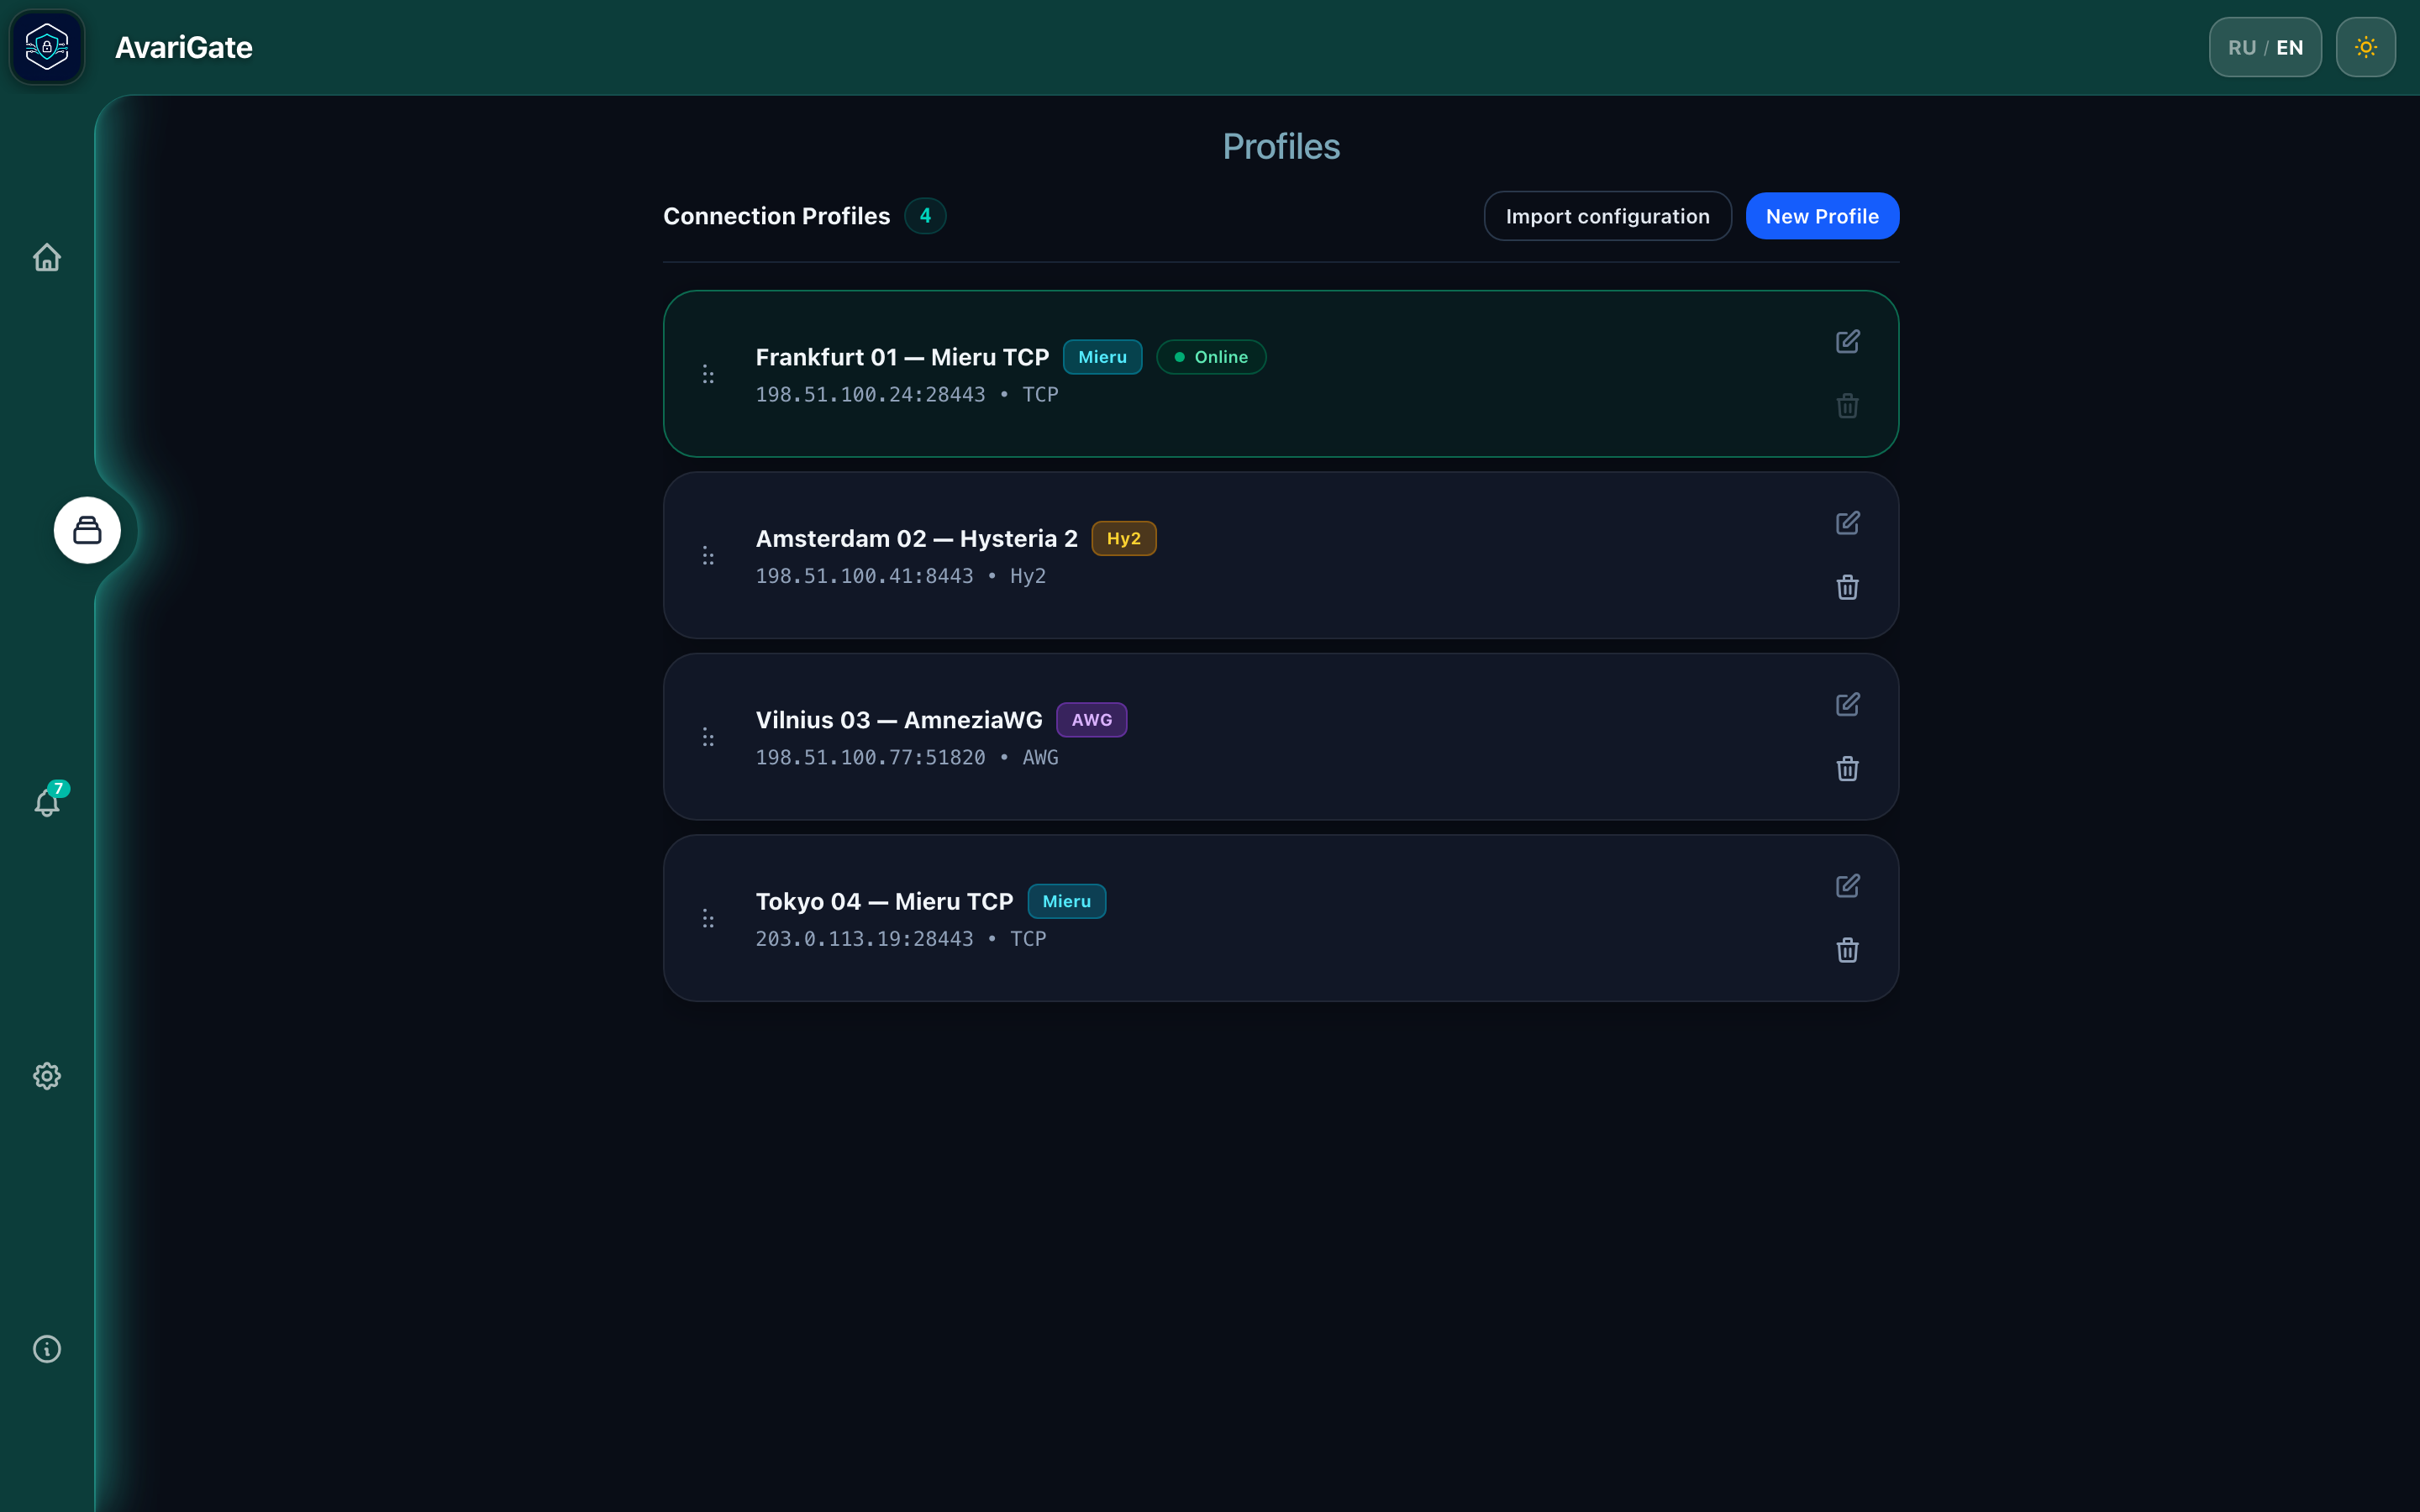 AvariGate
RU / EN
Profiles
Connection Profiles 4
Import configuration
New Profile
Frankfurt 01 — Mieru TCP Mieru Online
198.51.100.24:28443 • TCP
Amsterdam 02 — Hysteria 2 Hy2
198.51.100.41:8443 • Hy2
Vilnius 03 — AmneziaWG AWG
198.51.100.77:51820 • AWG
7
Tokyo 04 — Mieru TCP Mieru
203.0.113.19:28443 • TCP